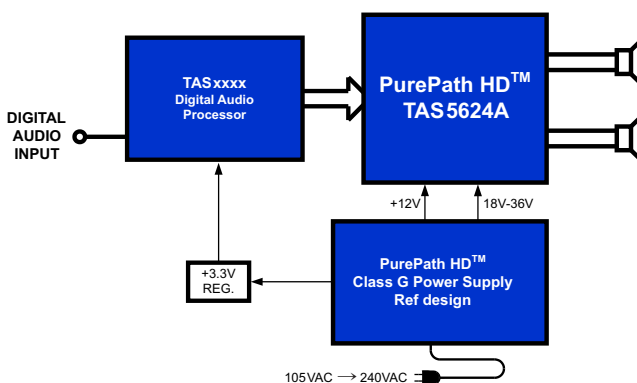 TASxxxx
Digital Audio
Processor
PurePath HD™
TAS5624A
DIGITAL
AUDIO
INPUT
+12V
18V-36V
+3.3V
REG.
PurePath HD™
Class G Power Supply
Ref design
105VAC → 240VAC